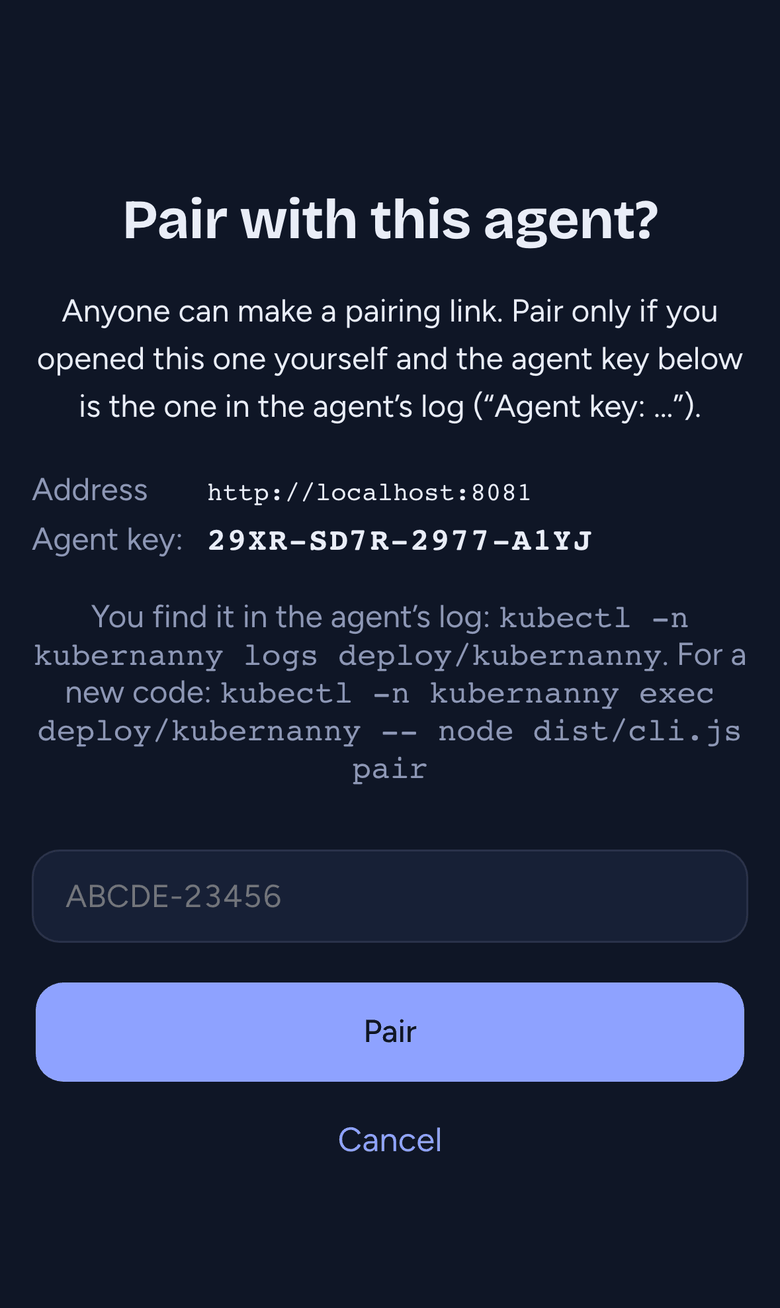 Pair with this agent?
Anyone can make a pairing link. Pair only if you
opened this one yourself and the agent key below
is the one in the agent’s log (“Agent key: …”).
Address http://localhost:8081
Agent key: 29XR-SD7R-2977-A1YJ
You find it in the agent’s log: kubectl -n
kubernanny logs deploy/kubernanny. For a
new code: kubectl -n kubernanny exec
deploy/kubernanny -- node dist/cli.js
pair
ABCDE-23456
Pair
Cancel